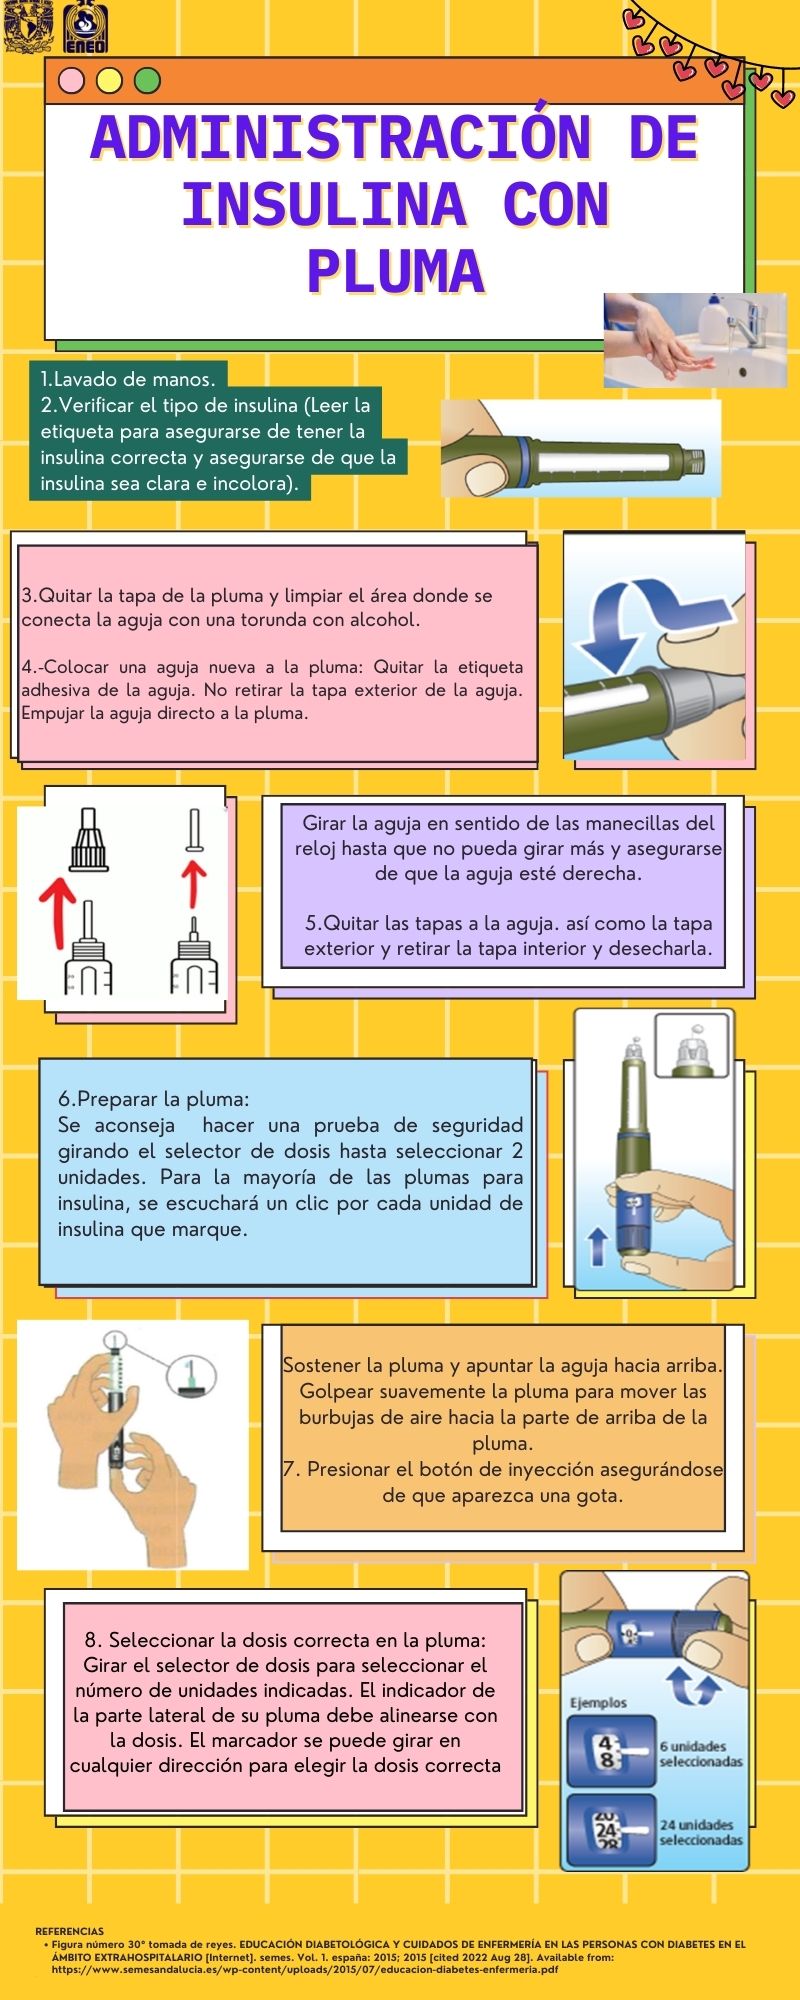 ENEO
ADMINISTRACIÓN DE
INSULINA CON
PLUMA
1.Lavado de manos.
2.Verificar el tipo de insulina (Leer la
etiqueta para asegurarse de tener la
insulina correcta y asegurarse de que la
insulina sea clara e incolora).
3.Quitar la tapa de la pluma y limpiar el área donde se
conecta la aguja con una torunda con alcohol.
4.-Colocar una aguja nueva a la pluma: Quitar la etiqueta
adhesiva de la aguja. No retirar la tapa exterior de la aguja.
Empujar la aguja directo a la pluma.
Girar la aguja en sentido de las manecillas del
reloj hasta que no pueda girar más y asegurarse
de que la aguja esté derecha.
5.Quitar las tapas a la aguja. así como la tapa
exterior y retirar la tapa interior y desecharla.
6.Preparar la pluma:
Se aconseja hacer una prueba de seguridad
girando el selector de dosis hasta seleccionar 2
unidades. Para la mayoría de las plumas para
insulina, se escuchará un clic por cada unidad de
insulina que marque.
Sostener la pluma y apuntar la aguja hacia arriba.
Golpear suavemente la pluma para mover las
burbujas de aire hacia la parte de arriba de la
pluma.
7. Presionar el botón de inyección asegurándose
de que aparezca una gota.
8. Seleccionar la dosis correcta en la pluma:
Girar el selector de dosis para seleccionar el
número de unidades indicadas. El indicador de
la parte lateral de su pluma debe alinearse con
la dosis. El marcador se puede girar en
cualquier dirección para elegir la dosis correcta
0
Ejemplos
4
8
6 unidades
seleccionadas
20
24
28
24 unidades
seleccionadas
REFERENCIAS
• Figura número 30° tomada de reyes. EDUCACIÓN DIABETOLÓGICA Y CUIDADOS DE ENFERMERÍA EN LAS PERSONAS CON DIABETES EN EL
ÁMBITO EXTRAHOSPITALARIO [Internet]. semes. Vol. 1. españa: 2015; 2015 [cited 2022 Aug 28]. Available from:
https://www.semesandalucia.es/wp-content/uploads/2015/07/educacion-diabetes-enfermeria.pdf